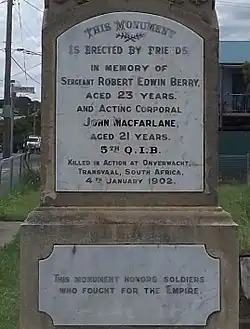 THIS MONUMENT
IS ERECTED BY FRIENDS
IN MEMORY OF
SERGEANT ROBERT EDWIN BERRY,
AGED 23 YEARS.
AND ACTING CORPORAL
JOHN MACFARLANE,
AGED 21 YEARS.
5TH Q.I.B.
KILLED IN ACTION AT ONVERWACHT,
TRANSVAAL, SOUTH AFRICA,
4TH JANUARY 1902.
THIS MONUMENT HONORS SOLDIERS
WHO FOUGHT FOR THE EMPIRE.